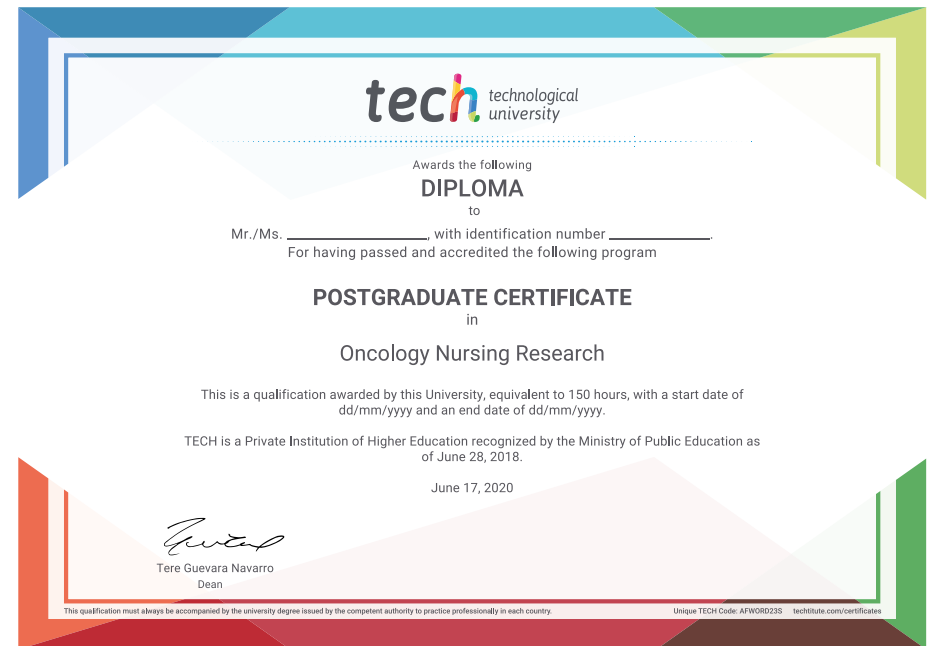 tech technological
university
Awards the following
DIPLOMA
to
Mr./Ms. ____________________, with identification number ______________.
For having passed and accredited the following program
POSTGRADUATE CERTIFICATE
in
Oncology Nursing Research
This is a qualification awarded by this University, equivalent to 150 hours, with a start date of
dd/mm/yyyy and an end date of dd/mm/yyyy.
TECH is a Private Institution of Higher Education recognized by the Ministry of Public Education as
of June 28, 2018.
June 17, 2020
Tere Guevara Navarro
Dean
This qualification must always be accompanied by the university degree issued by the competent authority to practice professionally in each country.
Unique TECH Code: AFWORD23S techtitute.com/certificates